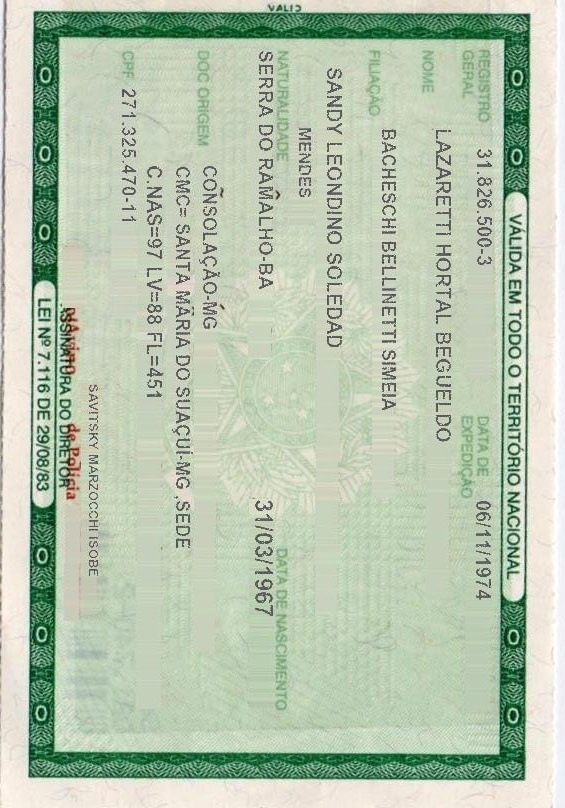 VALID
VÁLIDA EM TODO O TERRITÓRIO NACIONAL
REGISTRO GERAL 31.826.500-3 DATA DE EXPEDIÇÃO 06/11/1974
NOME LAZARETTI HORTAL BEGUELDO
FILIAÇÃO BACHESCHI BELLINETTI SIMEIA
SANDY LEONDINO SOLEDAD
MENDES
NATURALIDADE DATA DE NASCIMENTO
SERRA DO RAMALHO-BA 31/03/1967
DOC ORIGEM CONSOLAÇÃO-MG
CMC= SANTA MARIA DO SUAÇUÍ-MG ,SEDE
C.NAS=97 LV=88 FL=451
CPF 271.325.470-11
SAVITSKY MARZOCCHI ISOBE
de Polícia
ASSINATURA DO DIRETOR
LEI Nº 7.116 DE 29/08/83